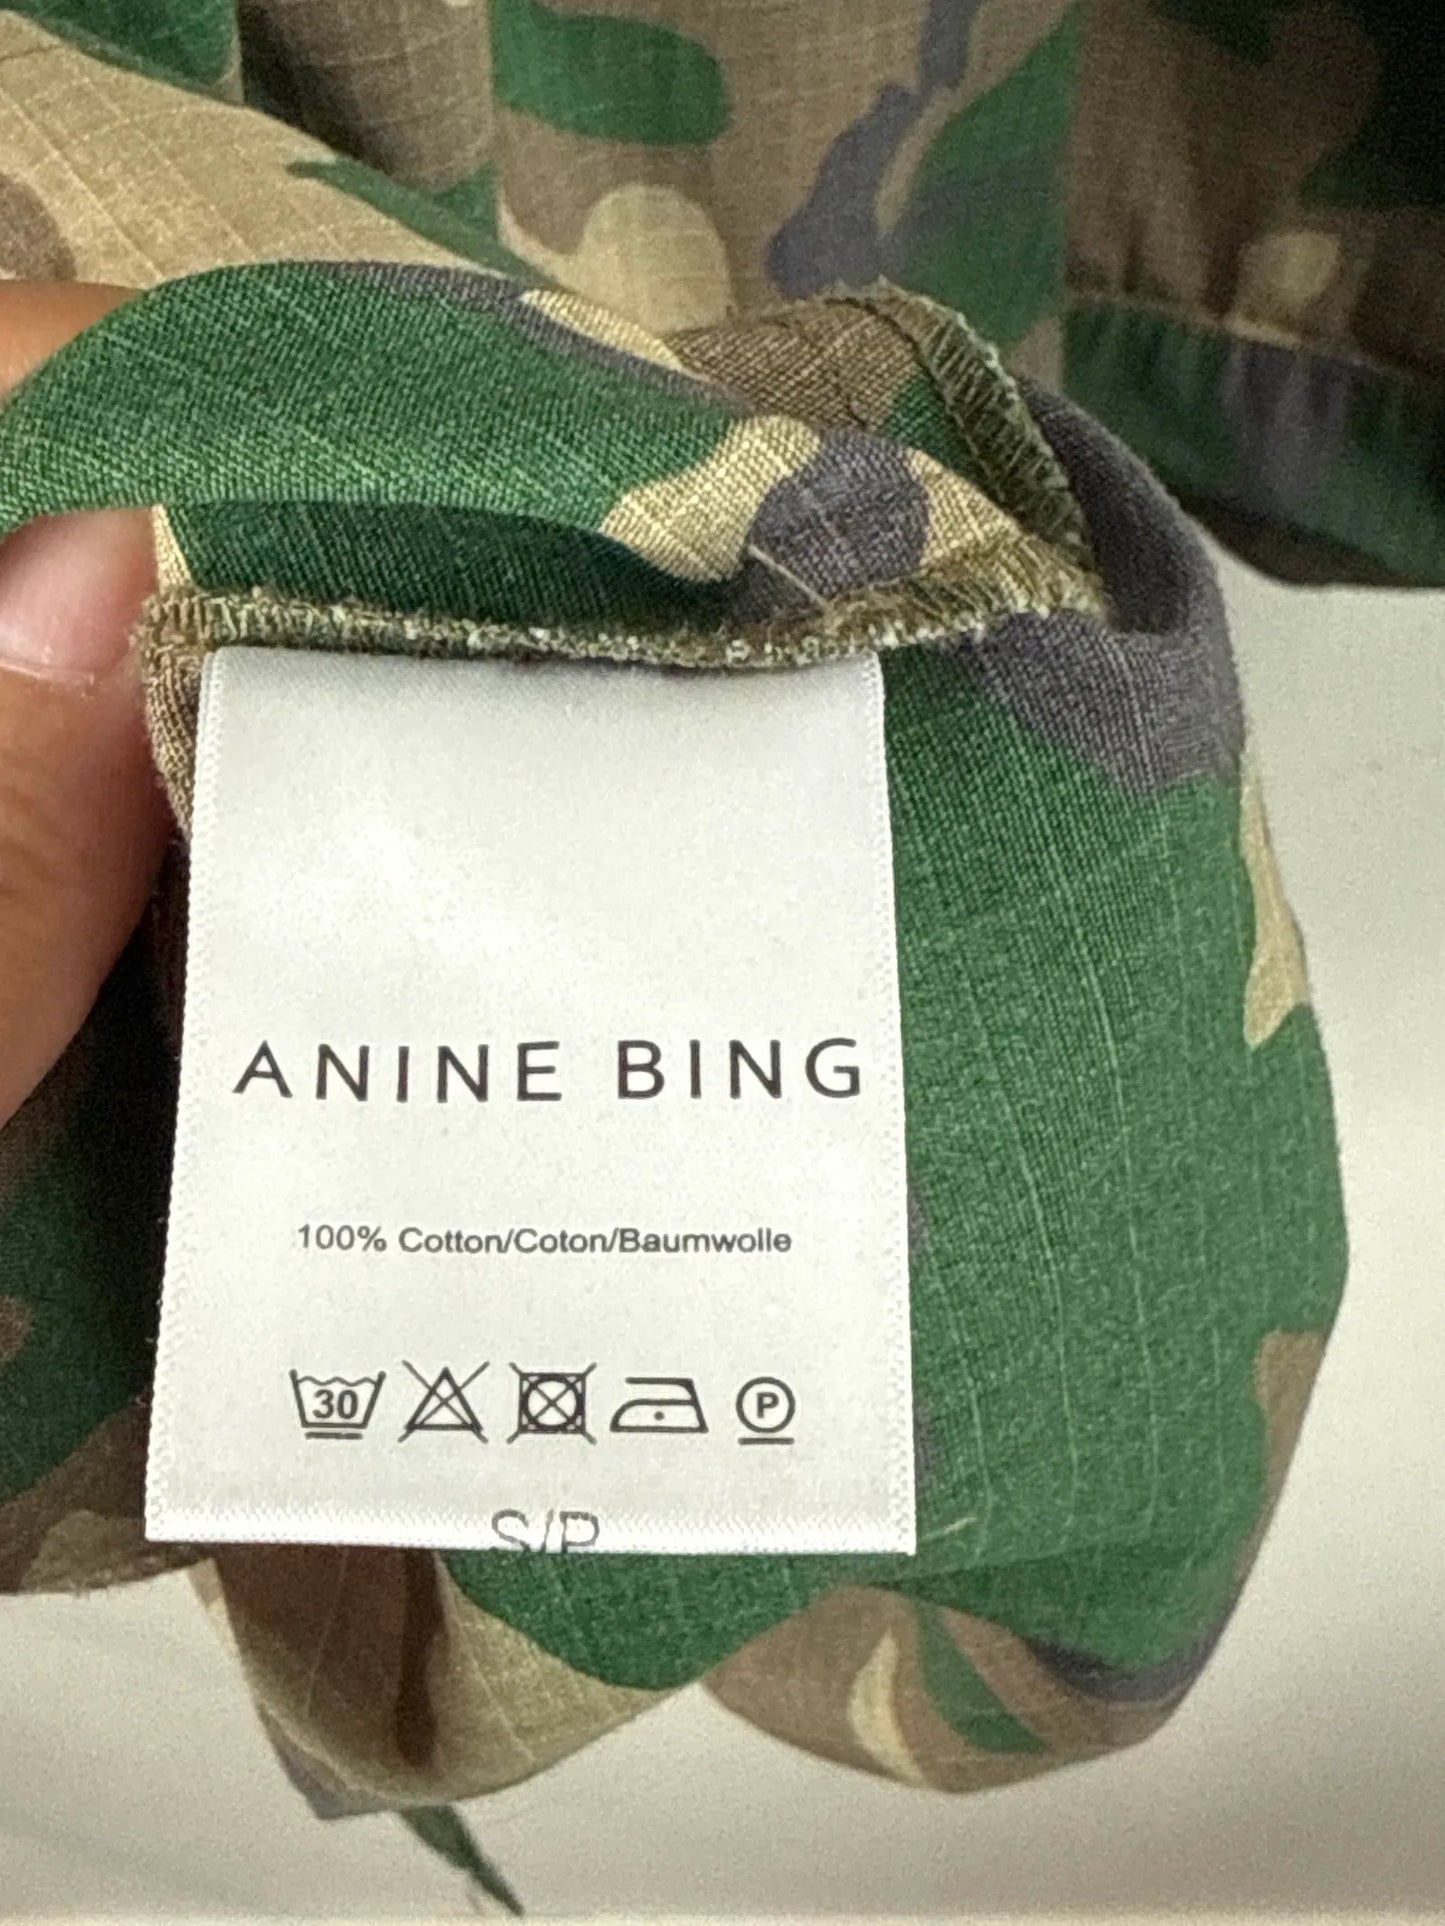 ANINE BING
100% Cotton/Coton/Baumwolle
30 P
S/P